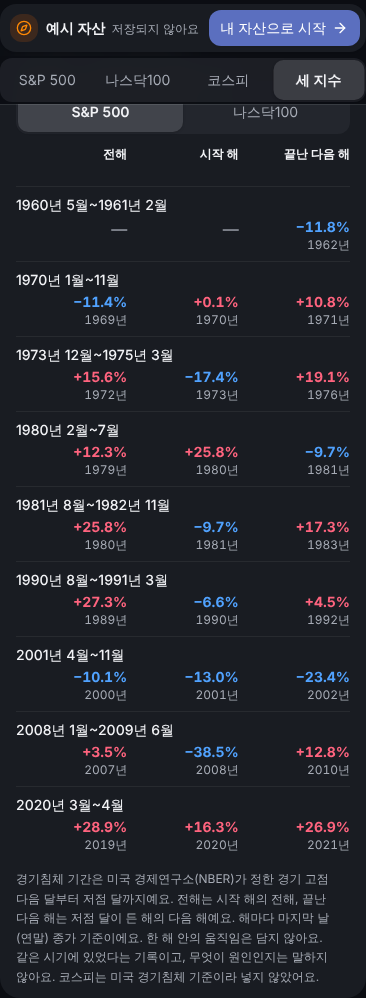 예시 자산 저장되지 않아요 내 자산으로 시작 →
S&P 500 나스닥100 코스피 세 지수
S&P 500 나스닥100
전해 시작 해 끝난 다음 해
1960년 5월~1961년 2월
— — −11.8%
1962년
1970년 1월~11월
−11.4% +0.1% +10.8%
1969년 1970년 1971년
1973년 12월~1975년 3월
+15.6% −17.4% +19.1%
1972년 1973년 1976년
1980년 2월~7월
+12.3% +25.8% −9.7%
1979년 1980년 1981년
1981년 8월~1982년 11월
+25.8% −9.7% +17.3%
1980년 1981년 1983년
1990년 8월~1991년 3월
+27.3% −6.6% +4.5%
1989년 1990년 1992년
2001년 4월~11월
−10.1% −13.0% −23.4%
2000년 2001년 2002년
2008년 1월~2009년 6월
+3.5% −38.5% +12.8%
2007년 2008년 2010년
2020년 3월~4월
+28.9% +16.3% +26.9%
2019년 2020년 2021년
경기침체 기간은 미국 경제연구소(NBER)가 정한 경기 고점
다음 달부터 저점 달까지예요. 전해는 시작 해의 전해, 끝난
다음 해는 저점 달이 든 해의 다음 해예요. 해마다 마지막 날
(연말) 종가 기준이에요. 한 해 안의 움직임은 담지 않아요.
같은 시기에 있었다는 기록이고, 무엇이 원인인지는 말하지
않아요. 코스피는 미국 경기침체 기준이라 넣지 않았어요.